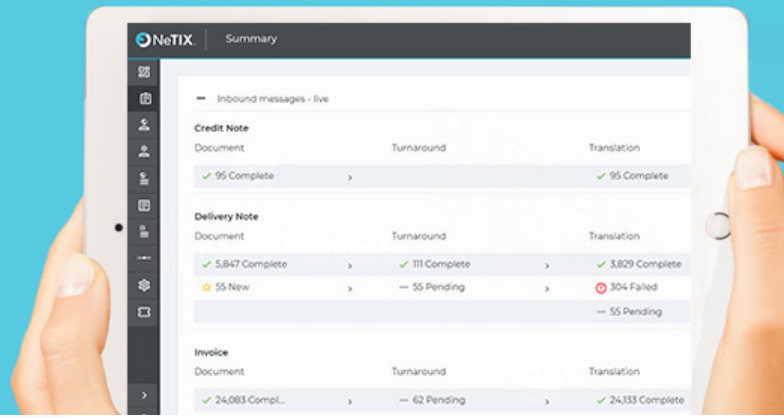 NeTIX. Summary
Inbound messages - live
Credit Note
Document Turnaround Translation
95 Complete 95 Complete
Delivery Note
Document Turnaround Translation
5,847 Complete 111 Complete 3,829 Complete
55 New 55 Pending 304 Failed
55 Pending
Invoice
Document Turnaround Translation
24,083 Compl... 62 Pending 24,133 Complete